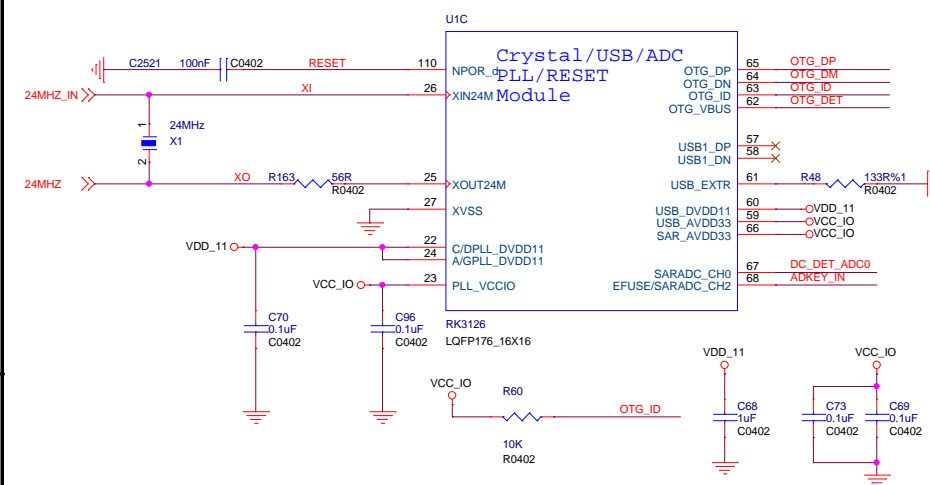 U1C
Crystal/USB/ADC
PLL/RESET
Module
C2521 100nF C0402 RESET 110 NPOR_d
24MHZ_IN XI 26 XIN24M
1
24MHz
X1
2
24MHZ XO R163 56R 25 XOUT24M
R0402
27 XVSS
VDD_11 22 C/DPLL_DVDD11
24 A/GPLL_DVDD11
VCC_IO 23 PLL_VCCIO
OTG_DP 65 OTG_DP
OTG_DN 64 OTG_DM
OTG_ID 63 OTG_ID
OTG_VBUS 62 OTG_DET
USB1_DP 57
USB1_DN 58
USB_EXTR 61 R48 133R%1
R0402
USB_DVDD11 60 VDD_11
USB_AVDD33 59 VCC_IO
SAR_AVDD33 66 VCC_IO
SARADC_CH0 67 DC_DET_ADC0
EFUSE/SARADC_CH2 68 ADKEY_IN
C70
0.1uF
C0402
C96
0.1uF
C0402
RK3126
LQFP176_16X16
VCC_IO R60 OTG_ID
10K
R0402
VDD_11
C68
1uF
C0402
VCC_IO
C73
0.1uF
C0402
C69
0.1uF
C0402